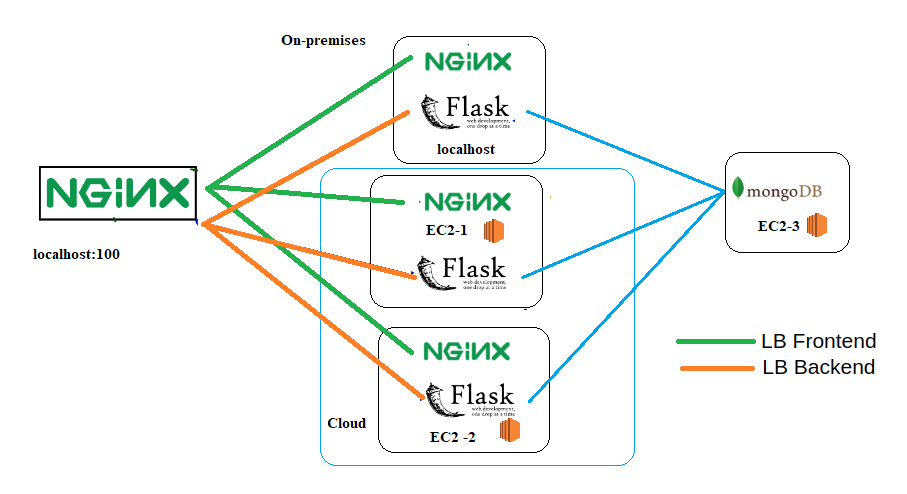 On-premises
NGINX
Flask
web development,
one drop at a time
localhost
NGINX
localhost:100
NGINX
EC2-1
Flask
web development,
one drop at a time
mongoDB
EC2-3
NGINX
Flask
web development,
one drop at a time
Cloud
EC2 -2
LB Frontend
LB Backend